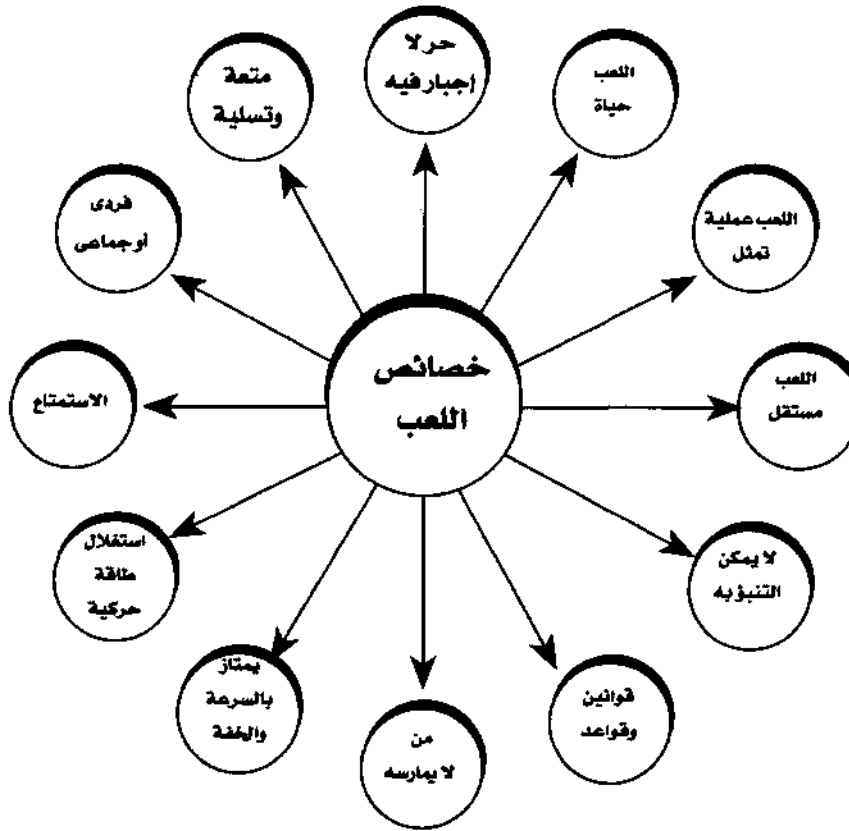 خصائص
اللعب
حر لا
إجبار فيه
اللعب
حياة
اللعب عملية
تمثل
اللعب
مستقل
لا يمكن
التنبؤ به
قوانين
وقواعد
من
لا يمارسه
يمتاز
بالسرعة
والخفة
استغلال
طاقة
حركية
الاستمتاع
فردى
أوجماعى
متعة
وتسلية